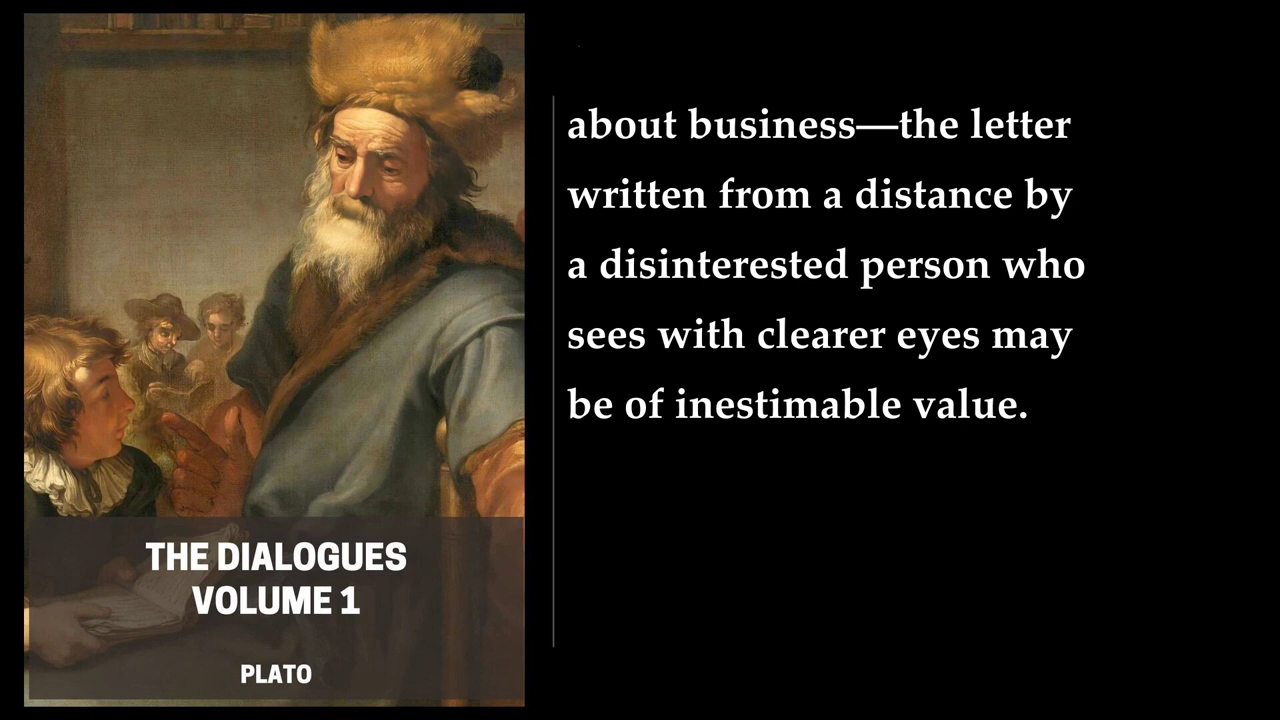 about business—the letter
written from a distance by
a disinterested person who
sees with clearer eyes may
be of inestimable value.
THE DIALOGUES
VOLUME 1
PLATO